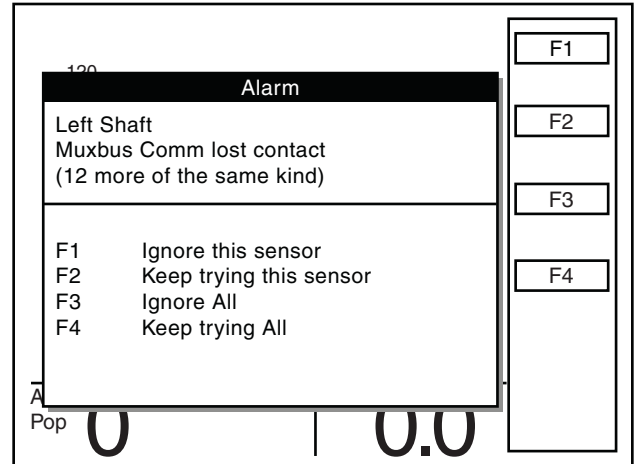 120
Alarm
Left Shaft
Muxbus Comm lost contact
(12 more of the same kind)
F1 Ignore this sensor
F2 Keep trying this sensor
F3 Ignore All
F4 Keep trying All
Pop 0 0.0
F1
F2
F3
F4